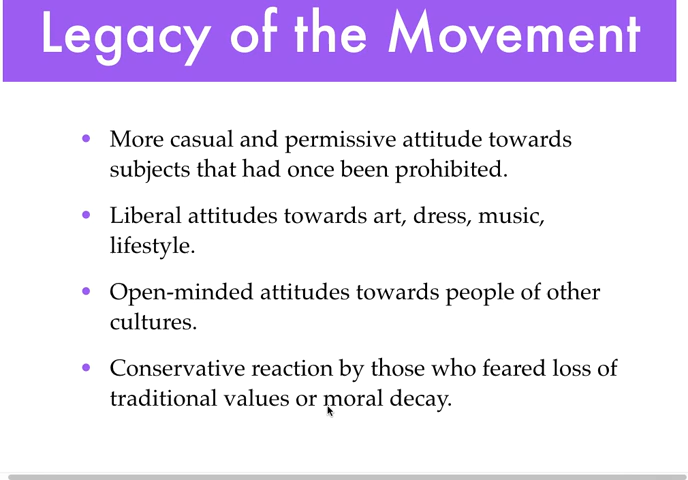 Legacy of the Movement
• More casual and permissive attitude towards
subjects that had once been prohibited.
• Liberal attitudes towards art, dress, music,
lifestyle.
• Open-minded attitudes towards people of other
cultures.
• Conservative reaction by those who feared loss of
traditional values or moral decay.